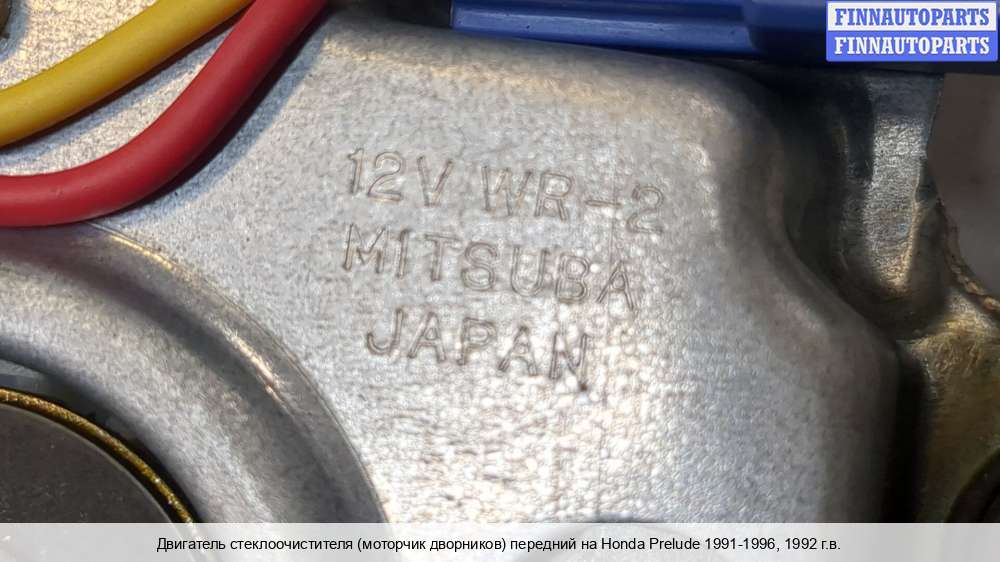 FINNAUTOPARTS
FINNAUTOPARTS
12V WR-2
MITSUBA
JAPAN
Двигатель стеклоочистителя (моторчик дворников) передний на Honda Prelude 1991-1996, 1992 г.в.